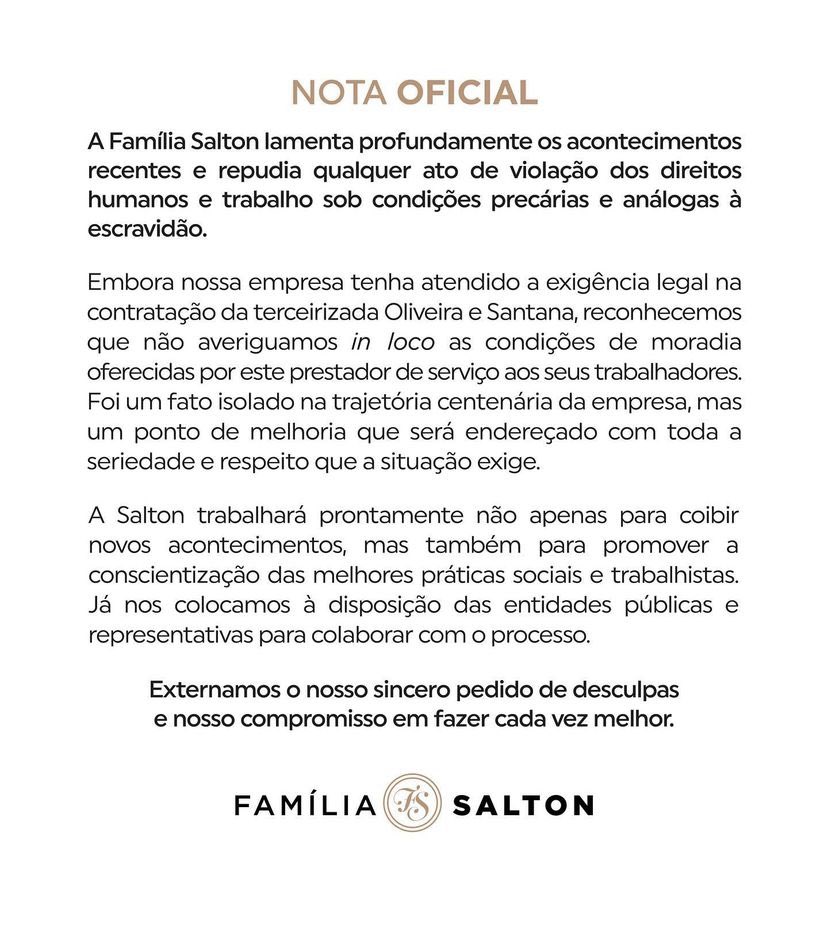 NOTA OFICIAL
A Família Salton lamenta profundamente os acontecimentos
recentes e repudia qualquer ato de violação dos direitos
humanos e trabalho sob condições precárias e análogas à
escravidão.
Embora nossa empresa tenha atendido a exigência legal na
contratação da terceirizada Oliveira e Santana, reconhecemos
que não averiguamos in loco as condições de moradia
oferecidas por este prestador de serviço aos seus trabalhadores.
Foi um fato isolado na trajetória centenária da empresa, mas
um ponto de melhoria que será endereçado com toda a
seriedade e respeito que a situação exige.
A Salton trabalhará prontamente não apenas para coibir
novos acontecimentos, mas também para promover a
conscientização das melhores práticas sociais e trabalhistas.
Já nos colocamos à disposição das entidades públicas e
representativas para colaborar com o processo.
Externamos o nosso sincero pedido de desculpas
e nosso compromisso em fazer cada vez melhor.
FAMÍLIA FS SALTON